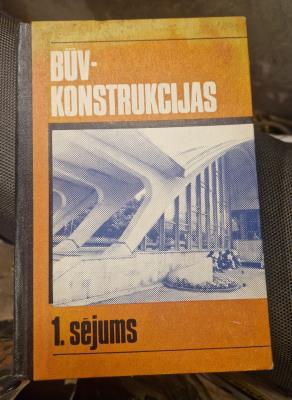 BŪV-
KONSTRUKCIJAS
1. sējums